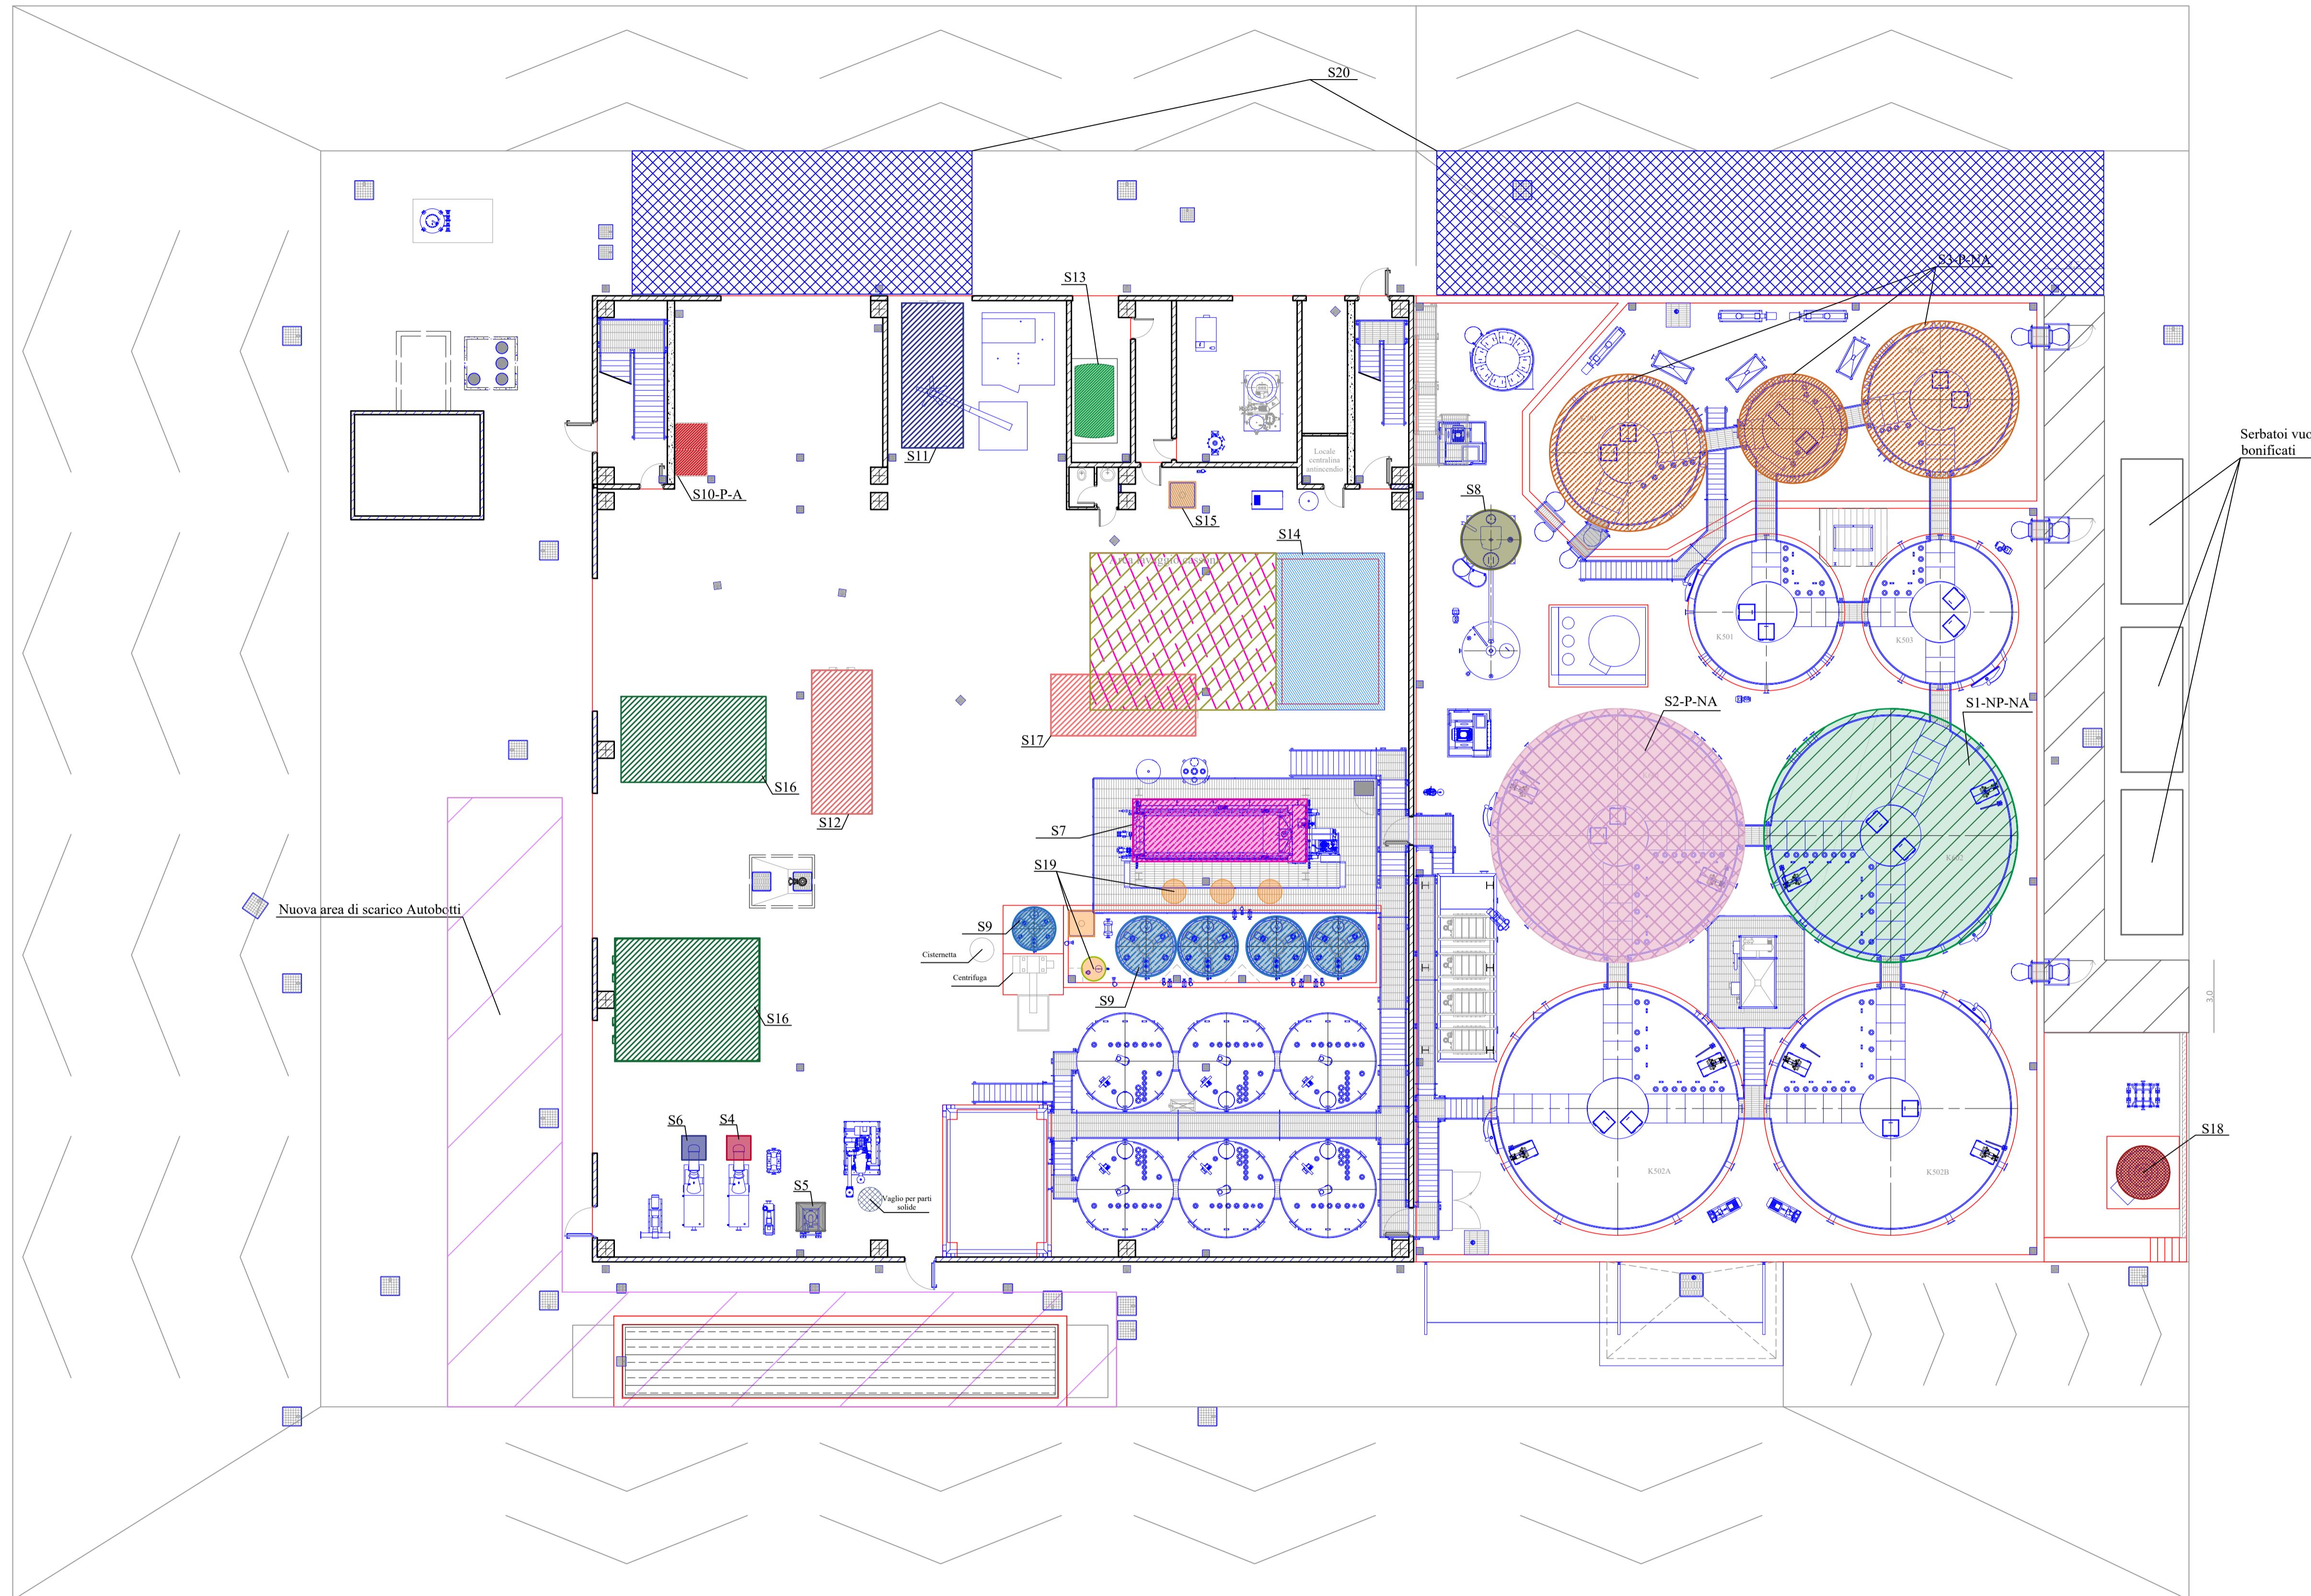 S20
S3-P-NA
S13
Serbatoi vuo
bonificati
S11
Locale
centralina
antincendio
S10-P-A
S8
S15
S14
K501
K503
S2-P-NA
S1-NP-NA
S17
S16
S12
S7
S19
Nuova area di scarico Autobotti
S9
Cisternetta
Centrifuga
S9
3,0
S16
S6
S4
S18
K502A
K502B
S5
Vaglio per parti
solide